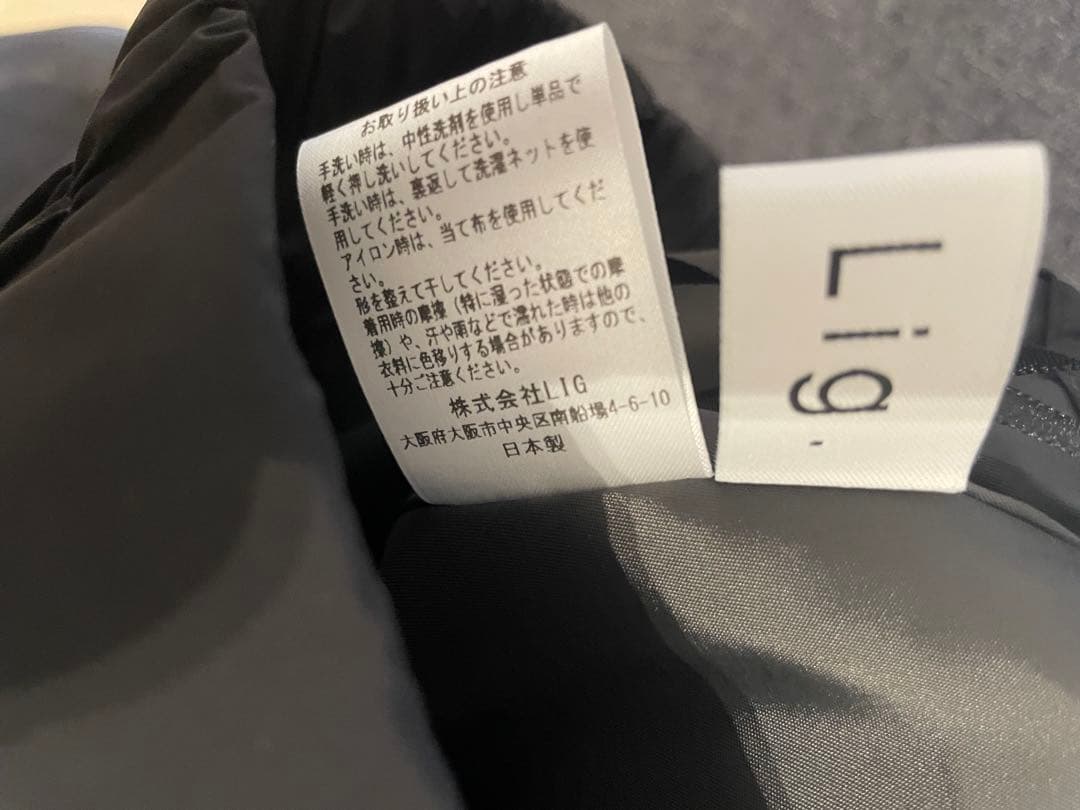 お取り扱い上の注意
手洗い時は、中性洗剤を使用し単品で
軽く押し洗いしてください。
手洗い時は、裏返して洗濯ネットを使
用してください。
アイロン時は、当て布を使用してくだ
さい。
形を整えて干してください。
着用時の摩擦（特に湿った状態での摩
擦）や、汗や雨などで濡れた時は他の
衣料に色移りする場合がありますので、
十分ご注意ください。
株式会社LIG
大阪府大阪市中央区南船場4-6-10
日本製
Lig.